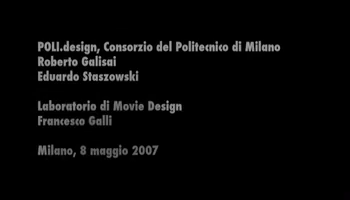 POLI.design, Consorzio del Politecnico di Milano
Roberto Galisai
Eduardo Staszowski
Laboratorio di Movie Design
Francesco Galli
Milano, 8 maggio 2007